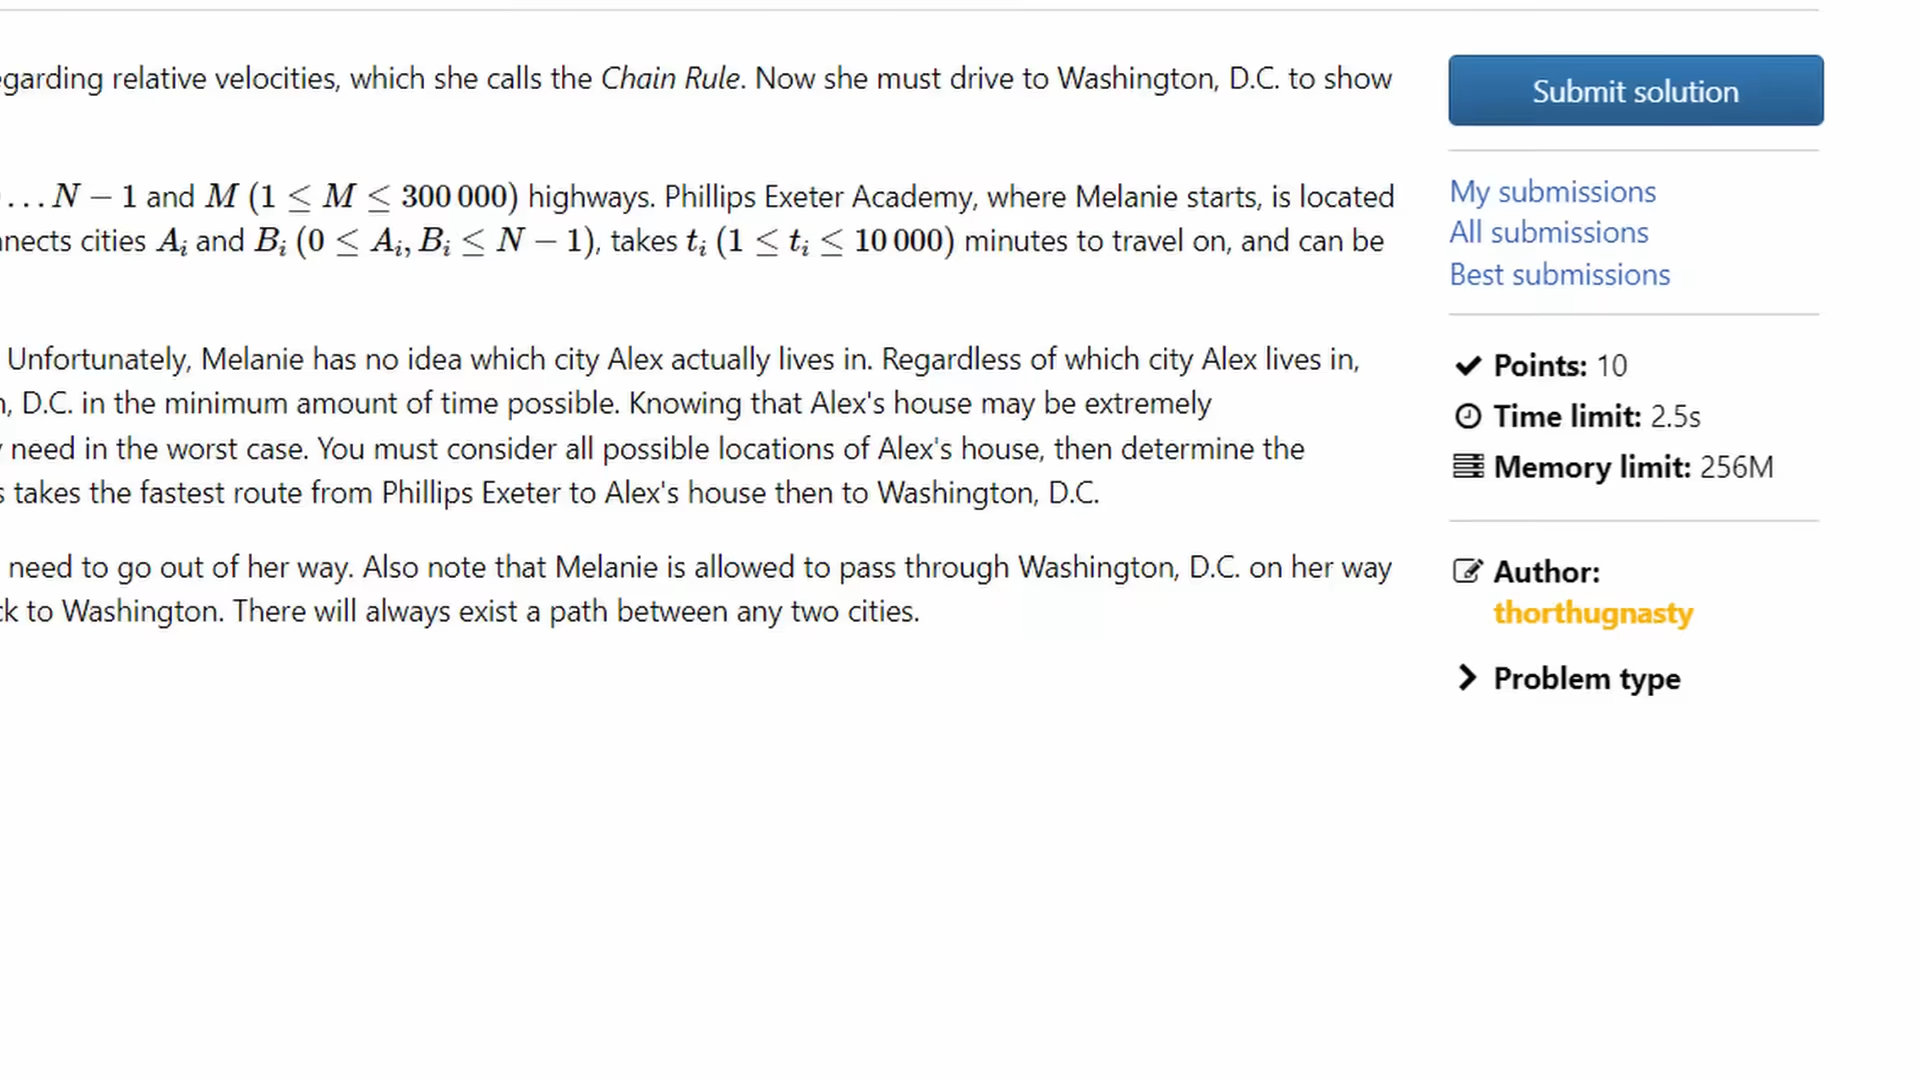 egarding relative velocities, which she calls the Chain Rule. Now she must drive to Washington, D.C. to show
... N − 1 and M (1 ≤ M ≤ 300 000) highways. Phillips Exeter Academy, where Melanie starts, is located
nnects cities Aᵢ and Bᵢ (0 ≤ Aᵢ, Bᵢ ≤ N − 1), takes tᵢ (1 ≤ tᵢ ≤ 10 000) minutes to travel on, and can be
Unfortunately, Melanie has no idea which city Alex actually lives in. Regardless of which city Alex lives in,
n, D.C. in the minimum amount of time possible. Knowing that Alex's house may be extremely
y need in the worst case. You must consider all possible locations of Alex's house, then determine the
s takes the fastest route from Phillips Exeter to Alex's house then to Washington, D.C.
need to go out of her way. Also note that Melanie is allowed to pass through Washington, D.C. on her way
ck to Washington. There will always exist a path between any two cities.
Submit solution
My submissions
All submissions
Best submissions
Points: 10
Time limit: 2.5s
Memory limit: 256M
Author:
thorthugnasty
Problem type